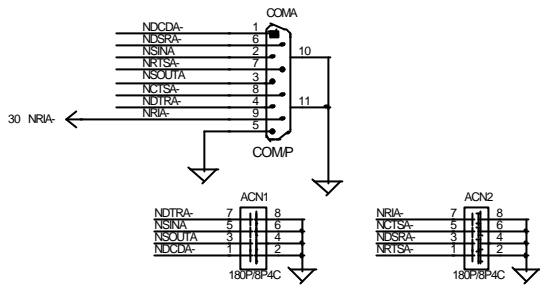 COMA
NDCDA- 1
NDSRA- 6
NSINA 2
NRTSA- 7
NSOUTA 3
NCTSA- 8
NDTRA- 4
NRIA- 9
5
10
11
30 NRIA-
COM/P
ACN1
NDTRA- 7 8
NSINA 5 6
NSOUTA 3 4
NDCDA- 1 2
180P/8P4C
ACN2
NRIA- 7 8
NCTSA- 5 6
NDSRA- 3 4
NRTSA- 1 2
180P/8P4C